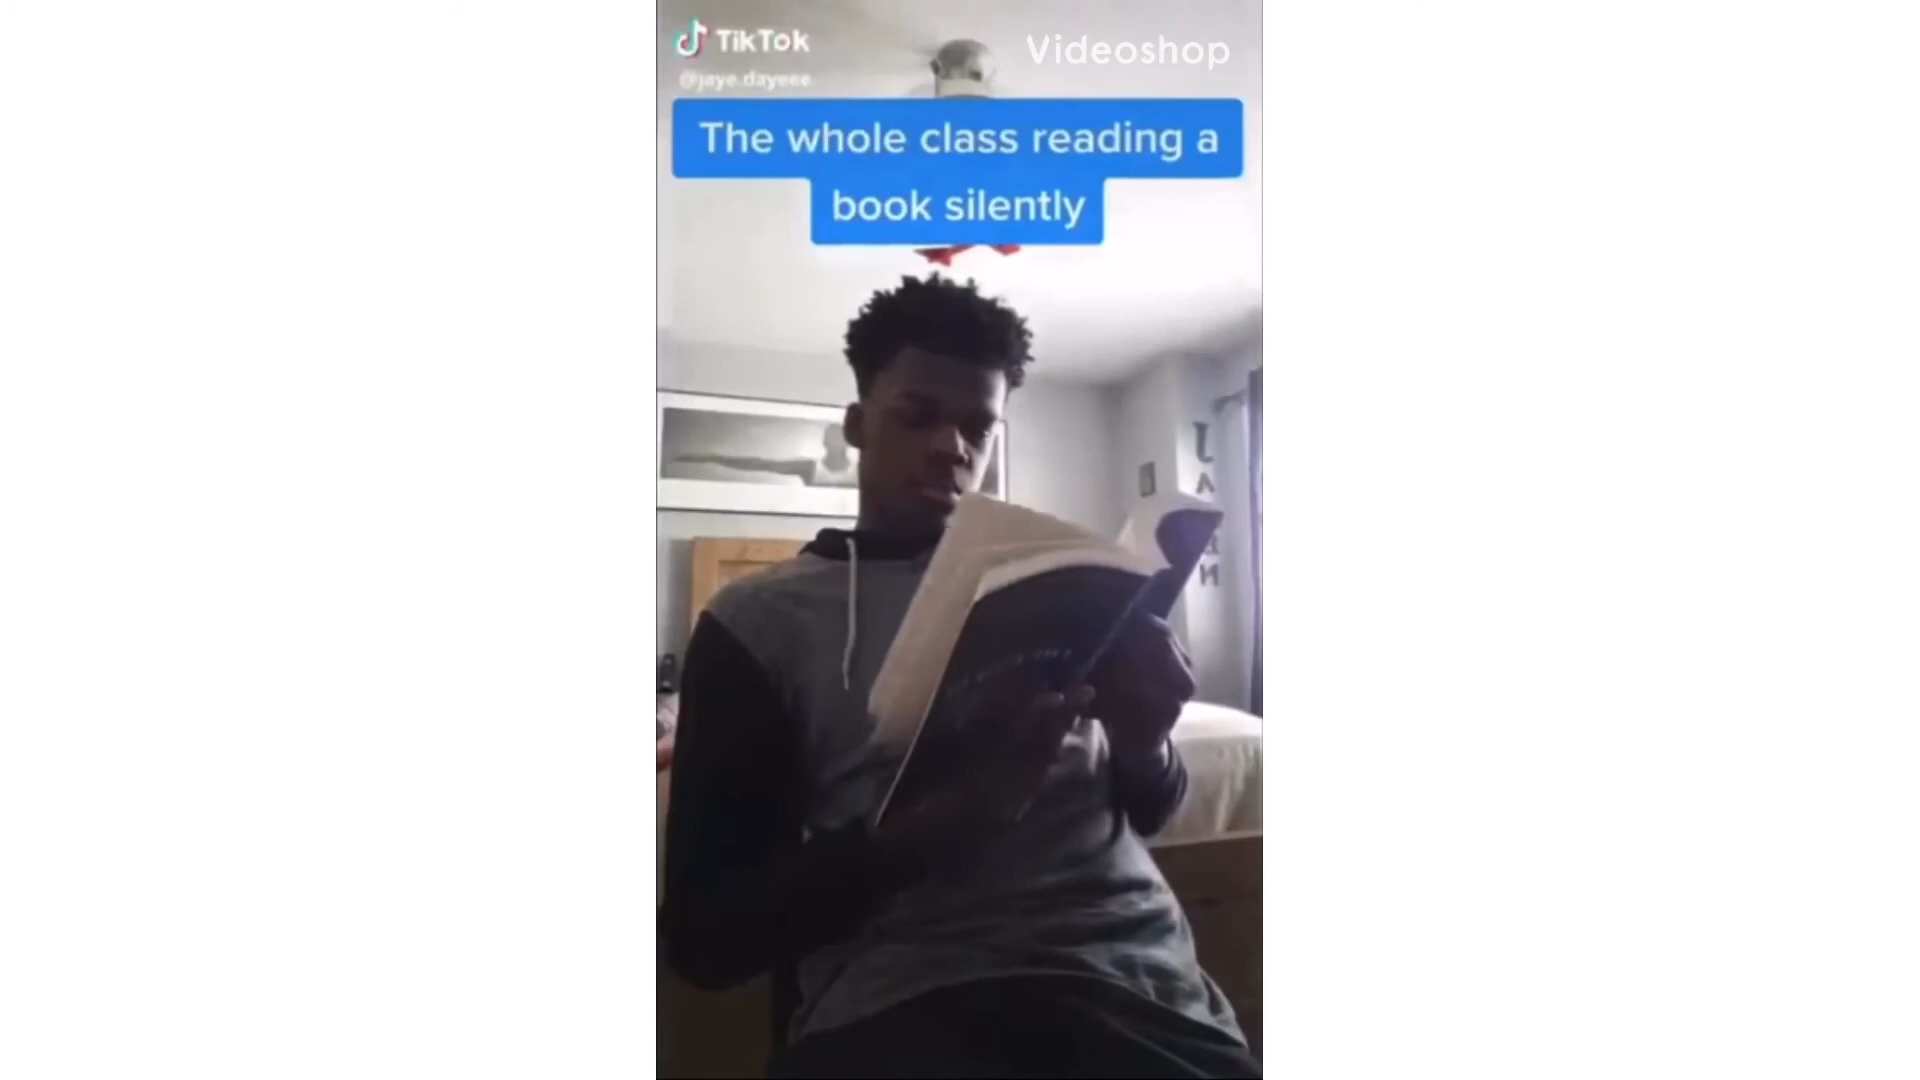 TikTok
Videoshop
@jaye.dayeee
The whole class reading a
book silently